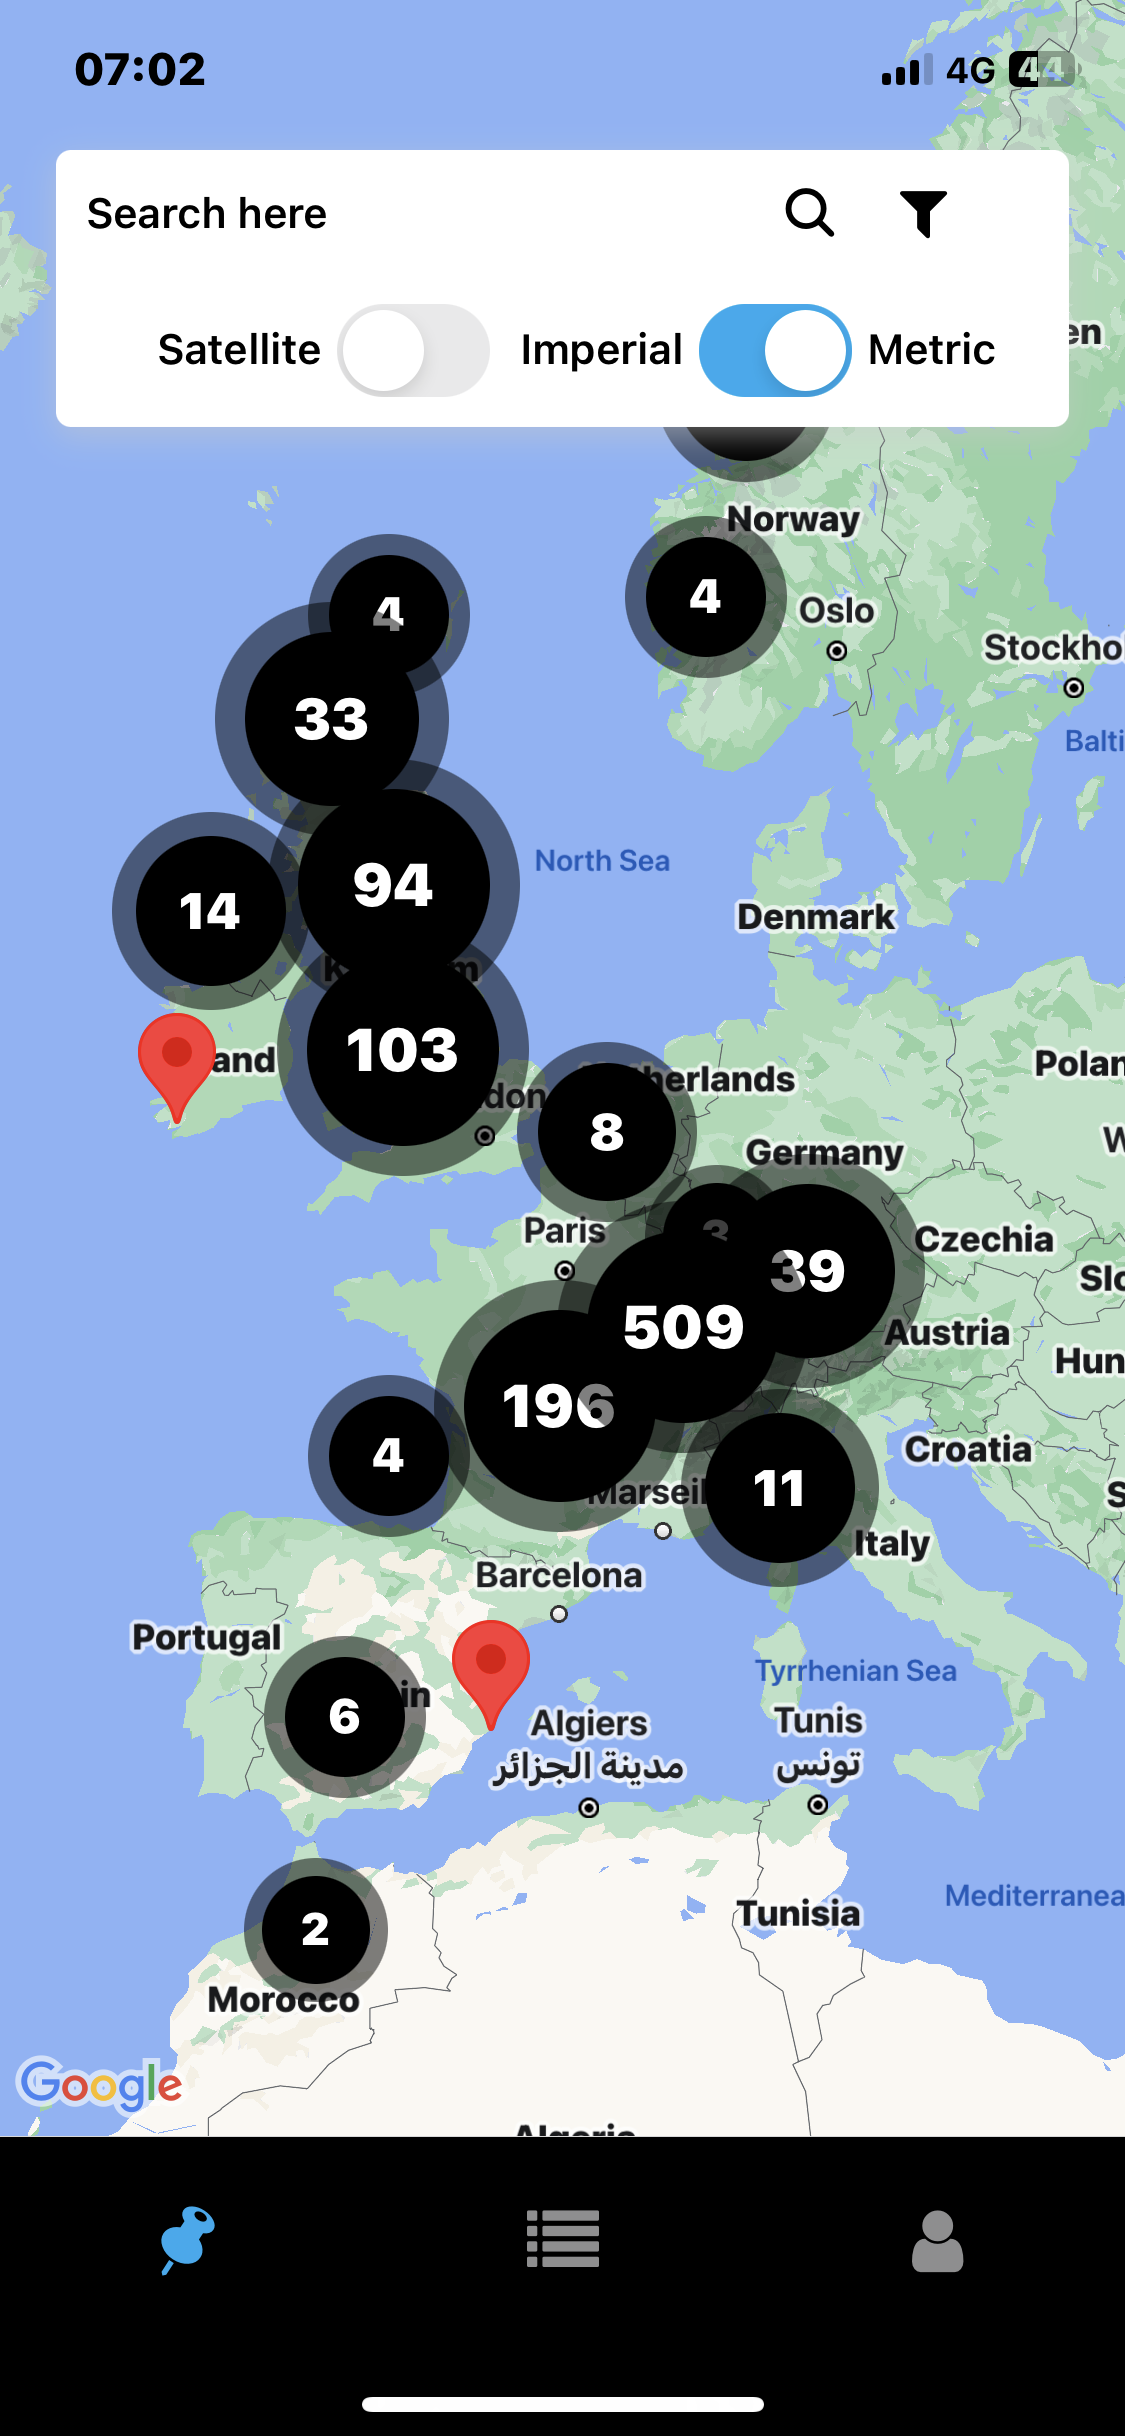 07:02
4G 44
Search here
Satellite Imperial Metric
Norway
4
4
Oslo
Stockho
33
Balti
North Sea
94
14
Denmark
103
and
herlands
Polan
don
8
Germany
Paris
3
Czechia
39
Slo
509
Austria
Hun
196
4
Croatia
11
Marseil
S
Italy
Barcelona
Portugal
Tyrrhenian Sea
6
in
Algiers
مدينة الجزائر
Tunis
تونس
Mediterranea
Tunisia
2
Morocco
Google
Algeria